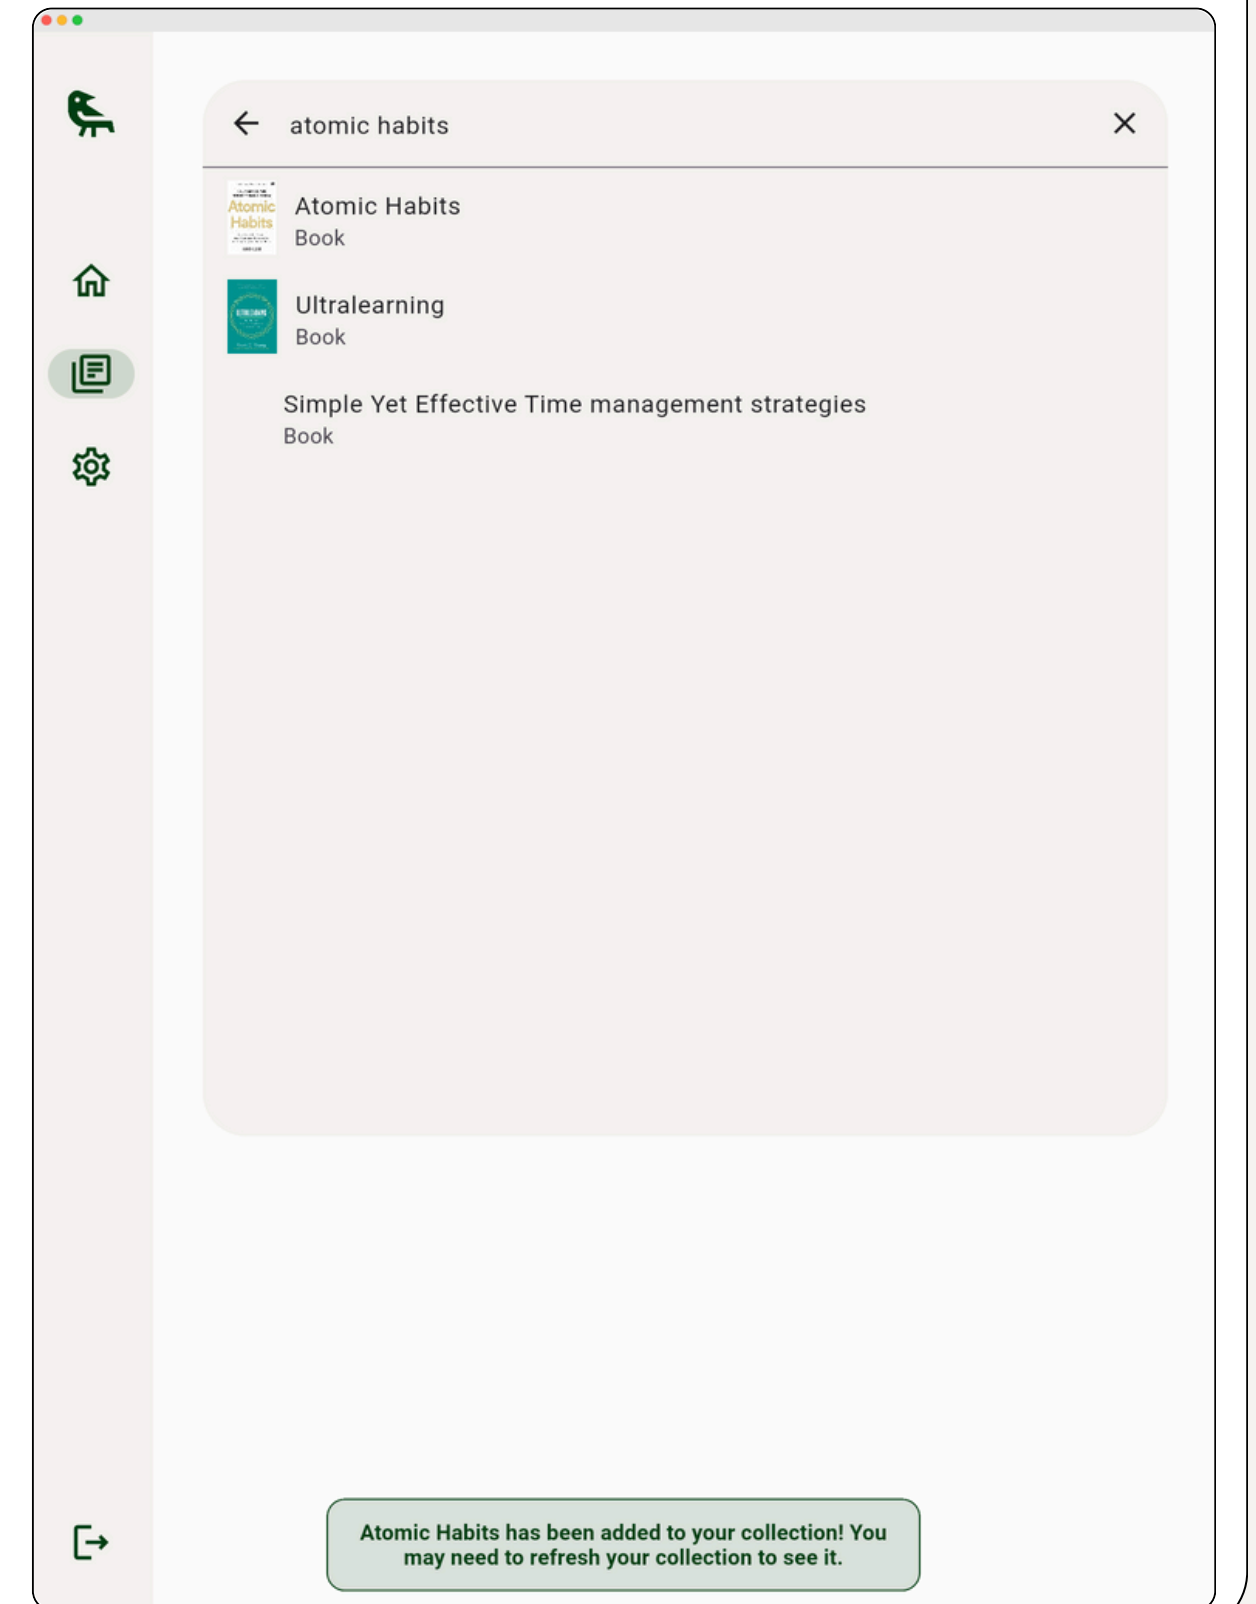 atomic habits
Atomic
Habits
Atomic Habits
Book
ULTRALEARNING
Ultralearning
Book
Simple Yet Effective Time management strategies
Book
Atomic Habits has been added to your collection! You
may need to refresh your collection to see it.